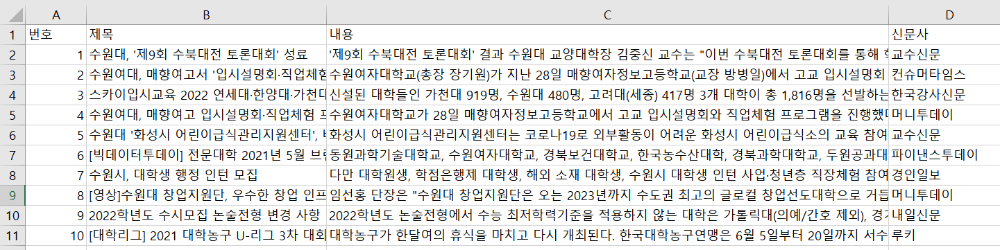 A B C D
1 번호 제목 내용 신문사
2 1 수원대, '제9회 수북대전 토론대회' 성료 '제9회 수북대전 토론대회' 결과 수원대 교양대학장 김중신 교수는 "이번 수북대전 토론대회를 통해 교수신문
3 2 수원여대, 매향여고서 '입시설명회·직업체험 수원여자대학교(총장 장기원)가 지난 28일 매향여자정보고등학교(교장 방병일)에서 고교 입시설명회 컨슈머타임스
4 3 스카이입시교육 2022 연세대·한양대·가천대 신설된 대학들인 가천대 919명, 수원대 480명, 고려대(세종) 417명 3개 대학이 총 1,816명을 선발하는 한국강사신문
5 4 수원여대, 매향여고 입시설명회·직업체험 프 수원여자대학교가 28일 매향여자정보고등학교에서 고교 입시설명회와 직업체험 프로그램을 진행했다 머니투데이
6 5 수원대 '화성시 어린이급식관리지원센터', 화성시 어린이급식관리지원센터는 코로나19로 외부활동이 어려운 화성시 어린이급식소의 교육 참여 교수신문
7 6 [빅데이터투데이] 전문대학 2021년 5월 브랜 동원과학기술대학교, 수원여자대학교, 경북보건대학교, 한국농수산대학, 경북과학대학교, 두원공과대 파이낸스투데이
8 7 수원시, 대학생 행정 인턴 모집 다만 대학원생, 학점은행제 대학생, 해외 소재 대학생, 수원시 대학생 인턴 사업·청년층 직장체험 참여 경인일보
9 8 [영상]수원대 창업지원단, 우수한 창업 인프 임선홍 단장은 "수원대 창업지원단은 오는 2023년까지 수도권 최고의 글로컬 창업선도대학으로 거듭 머니투데이
10 9 2022학년도 수시모집 논술전형 변경 사항 2022학년도 논술전형에서 수능 최저학력기준을 적용하지 않는 대학은 가톨릭대(의예/간호 제외), 경기 내일신문
11 10 [대학리그] 2021 대학농구 U-리그 3차 대회 대학농구가 한달여의 휴식을 마치고 다시 개최된다. 한국대학농구연맹은 6월 5일부터 20일까지 서수 루키